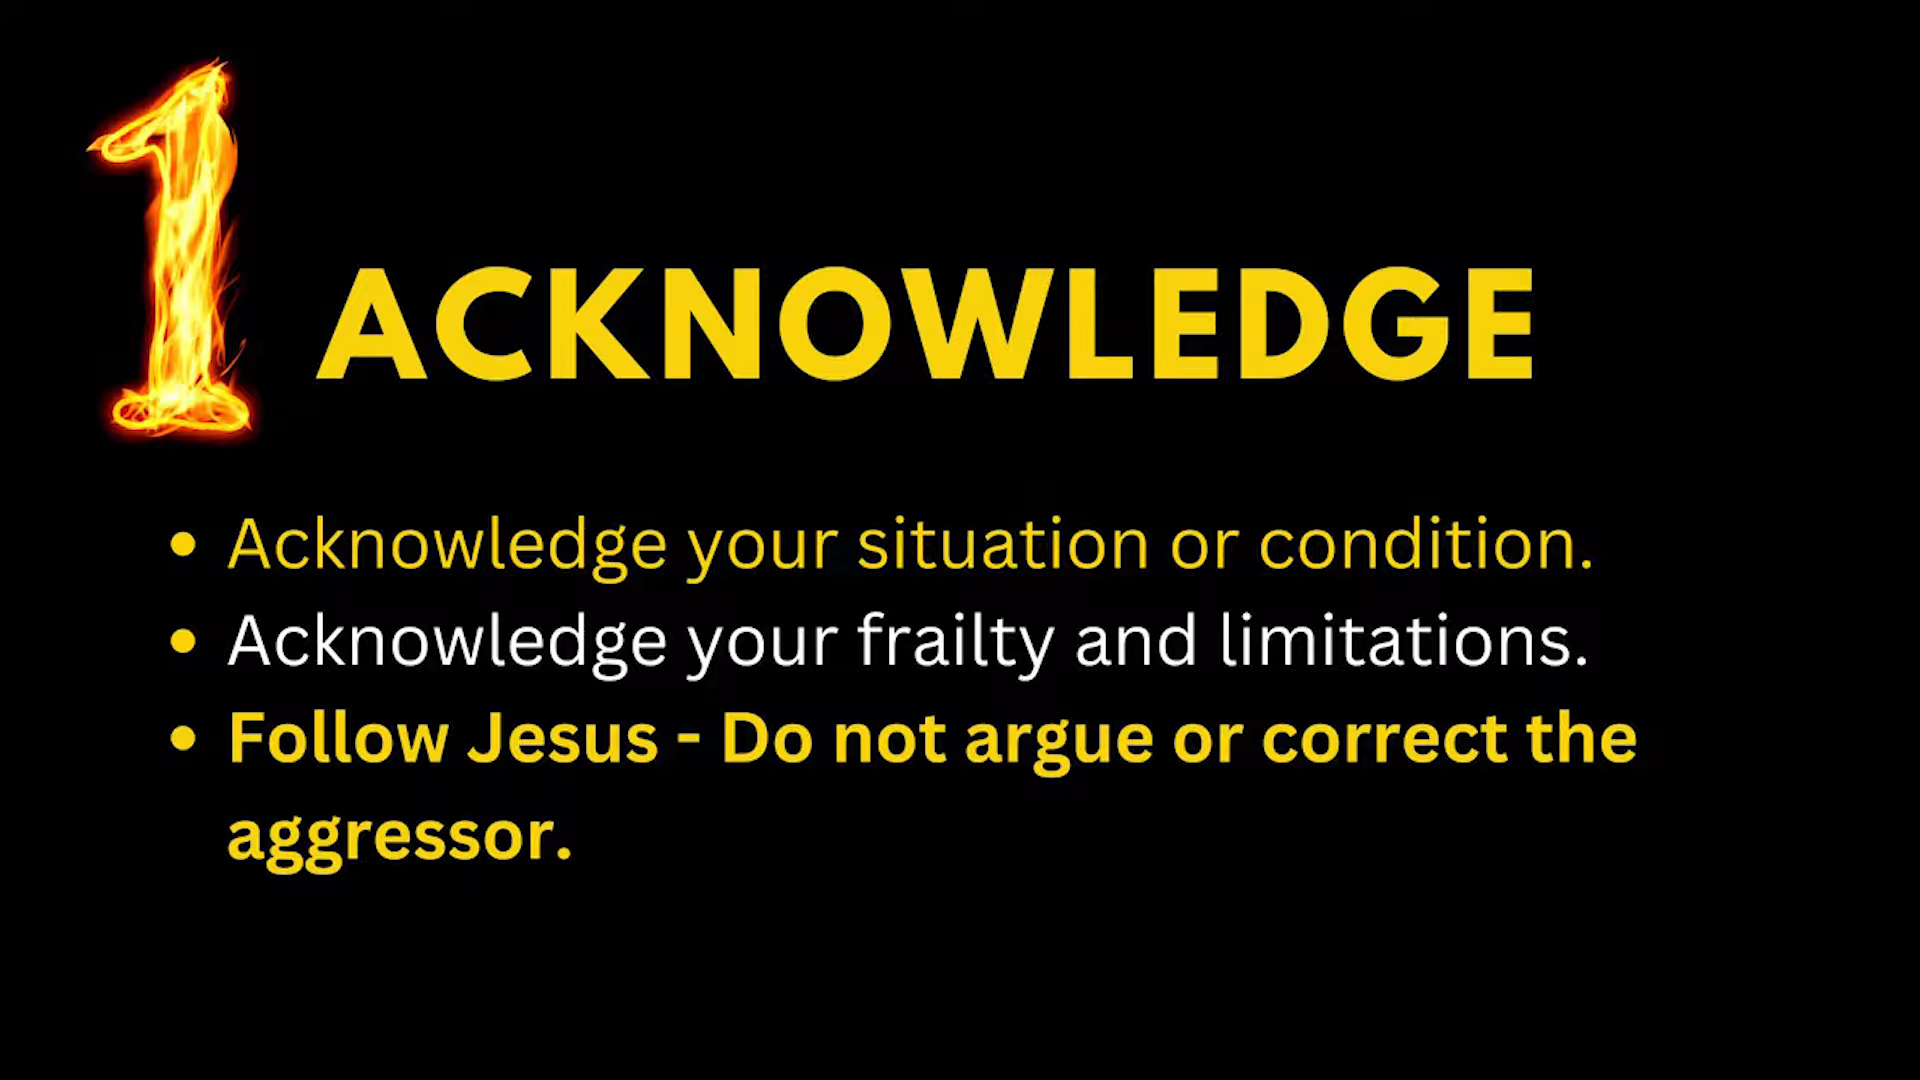 1
ACKNOWLEDGE
• Acknowledge your situation or condition.
• Acknowledge your frailty and limitations.
• Follow Jesus - Do not argue or correct the
aggressor.